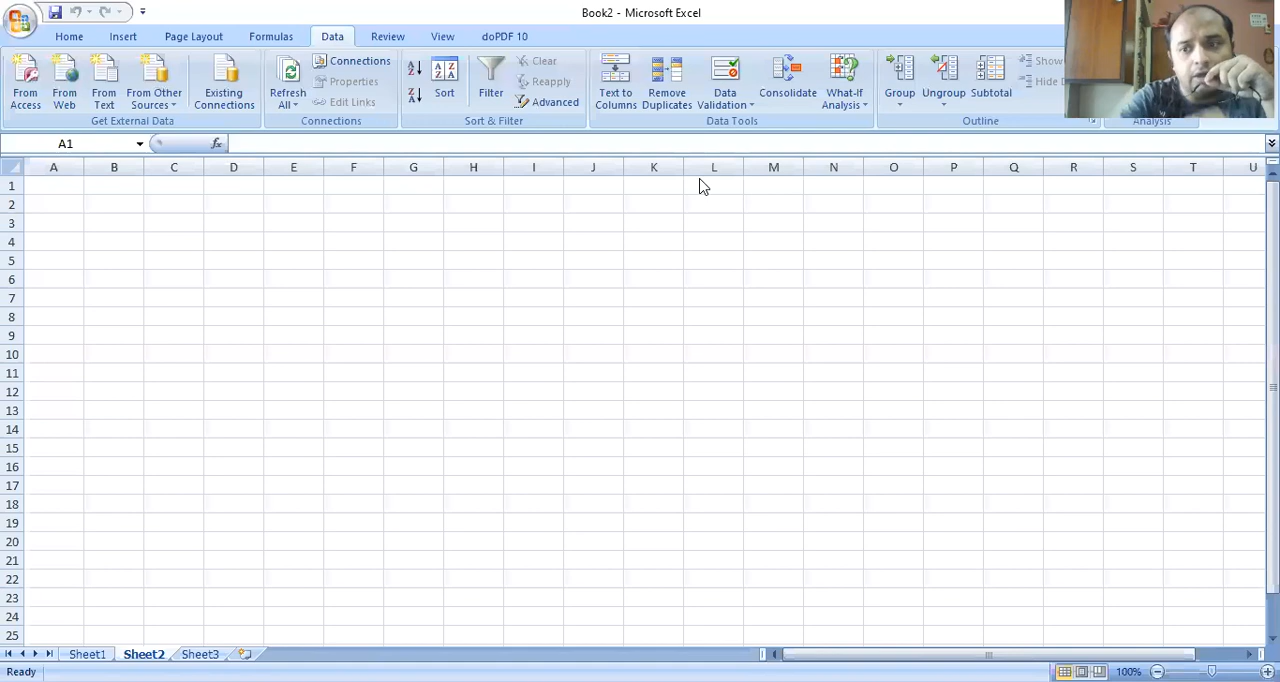 Book2 - Microsoft Excel
Home Insert Page Layout Formulas Data Review View doPDF 10
From Access
From Web
From Text
From Other Sources
Existing Connections
Get External Data
Refresh All
Connections
Properties
Edit Links
Connections
Sort
Filter
Clear
Reapply
Advanced
Sort & Filter
Text to Columns
Remove Duplicates
Data Validation
Consolidate
What-If Analysis
Data Tools
Group
Ungroup
Subtotal
Show
Hide
Outline
Analysis
A1 fx
A B C D E F G H I J K L M N O P Q R S T U
1
2
3
4
5
6
7
8
9
10
11
12
13
14
15
16
17
18
19
20
21
22
23
24
25
Sheet1 Sheet2 Sheet3
Ready 100%